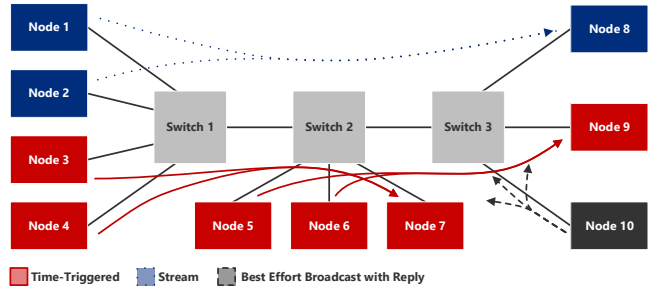 Node 1
Node 8
Node 2
Switch 1
Switch 2
Switch 3
Node 9
Node 3
Node 4
Node 5
Node 6
Node 7
Node 10
Time-Triggered
Stream
Best Effort Broadcast with Reply